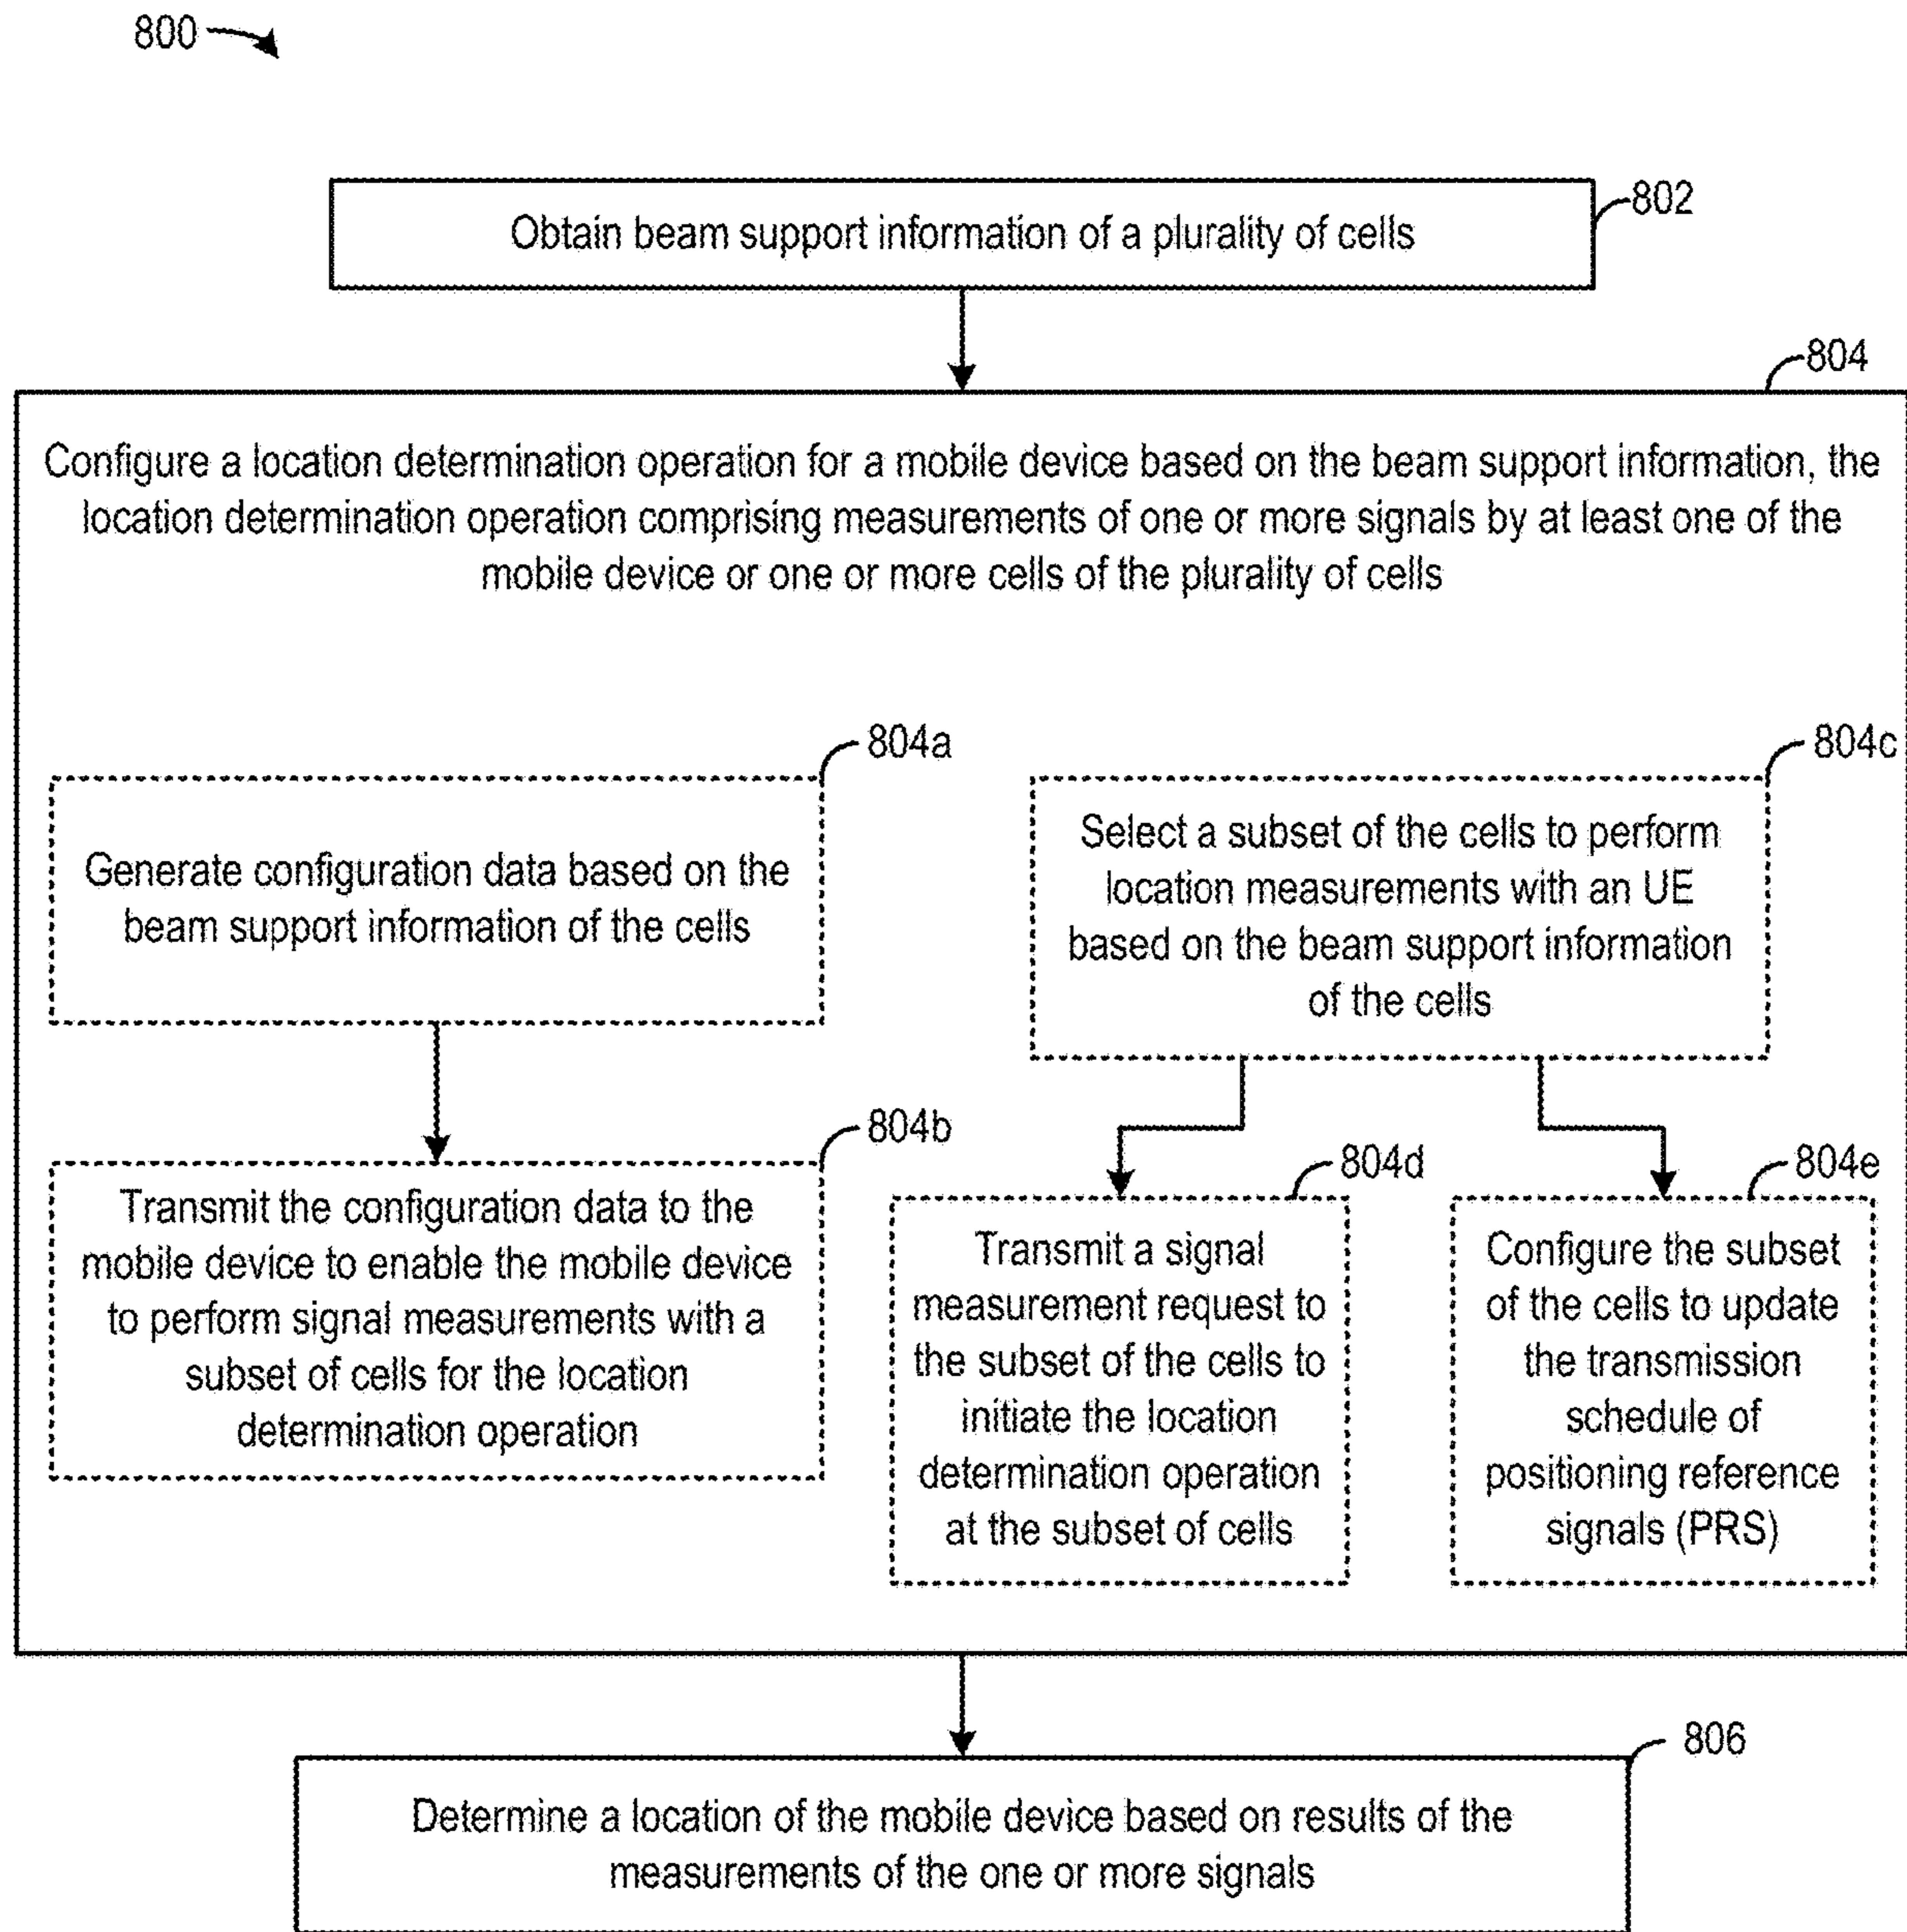 800
802
Obtain beam support information of a plurality of cells
804
Configure a location determination operation for a mobile device based on the beam support information, the
location determination operation comprising measurements of one or more signals by at least one of the
mobile device or one or more cells of the plurality of cells
804a
Generate configuration data based on the
beam support information of the cells
804b
Transmit the configuration data to the
mobile device to enable the mobile device
to perform signal measurements with a
subset of cells for the location
determination operation
804c
Select a subset of the cells to perform
location measurements with an UE
based on the beam support information
of the cells
804d
Transmit a signal
measurement request to
the subset of the cells to
initiate the location
determination operation
at the subset of cells
804e
Configure the subset
of the cells to update
the transmission
schedule of
positioning reference
signals (PRS)
806
Determine a location of the mobile device based on results of the
measurements of the one or more signals